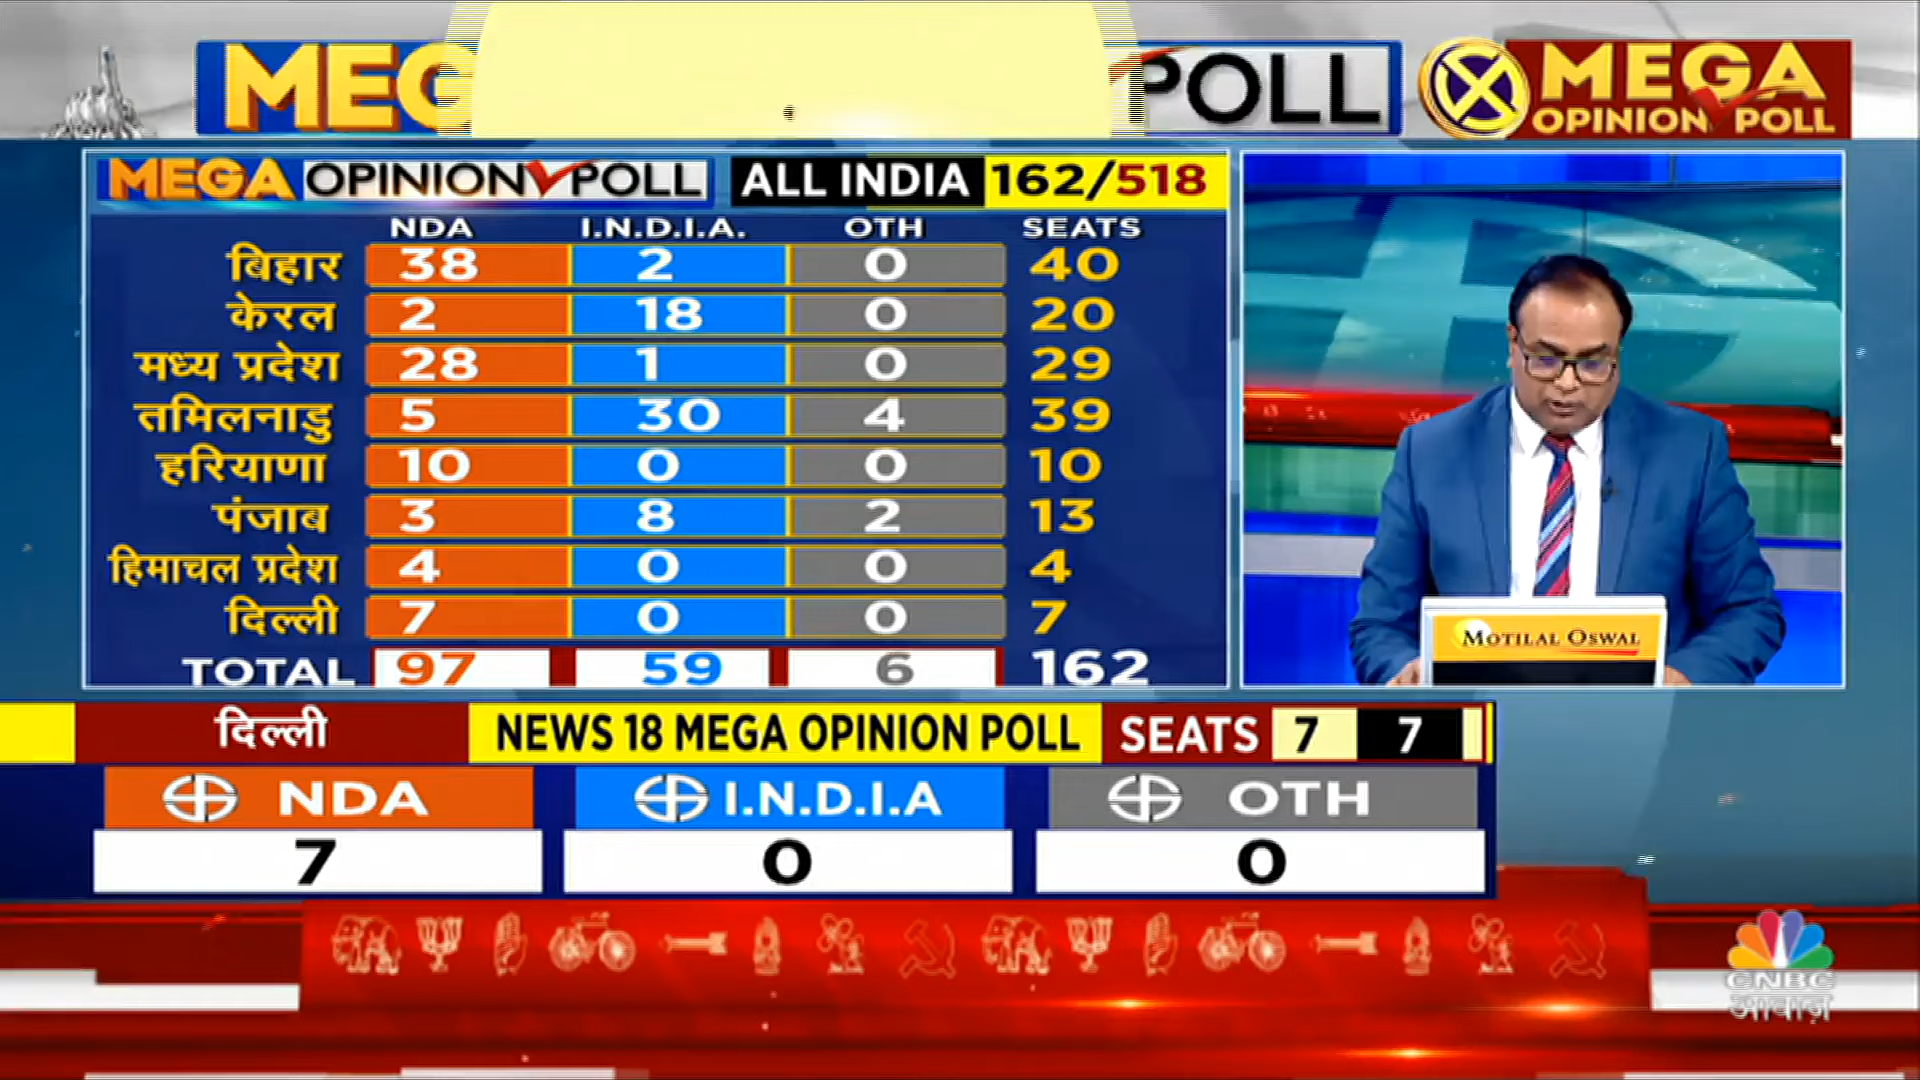 MEG
POLL
MEGA
OPINION POLL
MEGA OPINION POLL ALL INDIA 162/518
NDA I.N.D.I.A. OTH SEATS
बिहार 38 2 0 40
केरल 2 18 0 20
मध्य प्रदेश 28 1 0 29
तमिलनाडु 5 30 4 39
हरियाणा 10 0 0 10
पंजाब 3 8 2 13
हिमाचल प्रदेश 4 0 0 4
दिल्ली 7 0 0 7
TOTAL 97 59 6 162
MOTILAL OSWAL
दिल्ली NEWS 18 MEGA OPINION POLL SEATS 7 7
NDA I.N.D.I.A OTH
7 0 0
CNBC
आवाज़